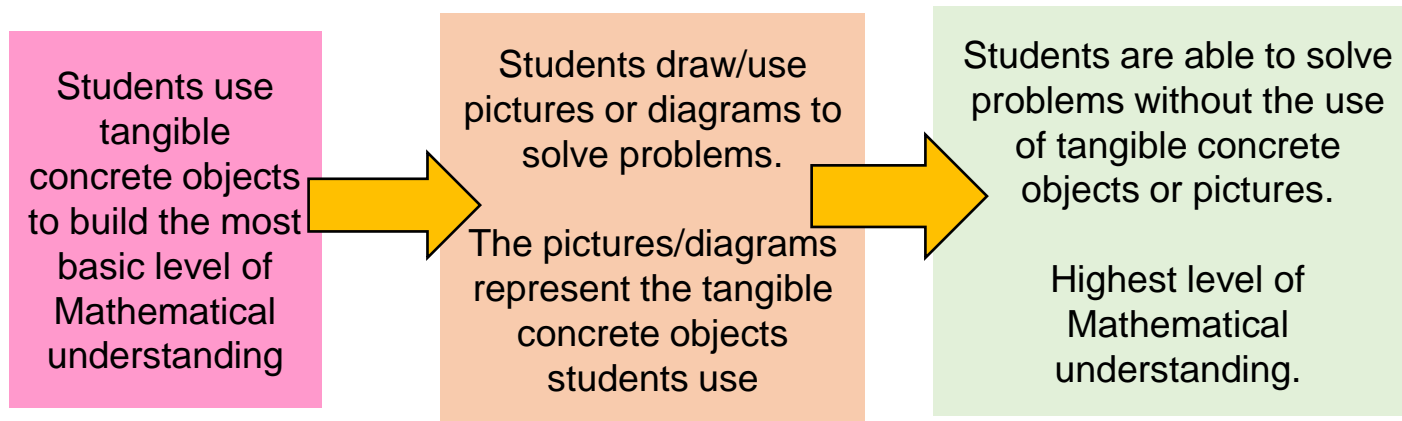 Students use
tangible
concrete objects
to build the most
basic level of
Mathematical
understanding
Students draw/use
pictures or diagrams to
solve problems.
The pictures/diagrams
represent the tangible
concrete objects
students use
Students are able to solve
problems without the use
of tangible concrete
objects or pictures.
Highest level of
Mathematical
understanding.